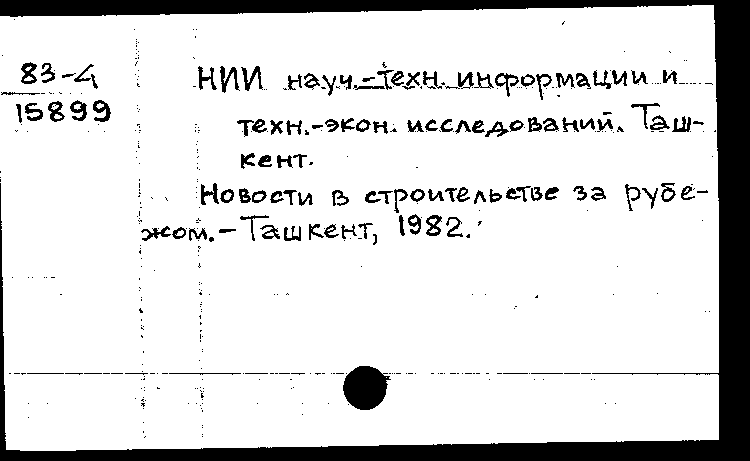 83-4
15899
НИИ науч.-техн. информации и
техн.-экон. исследований. Таш-
кент.
Новости в строительстве за рубе-
жом.-Ташкент, 1982.